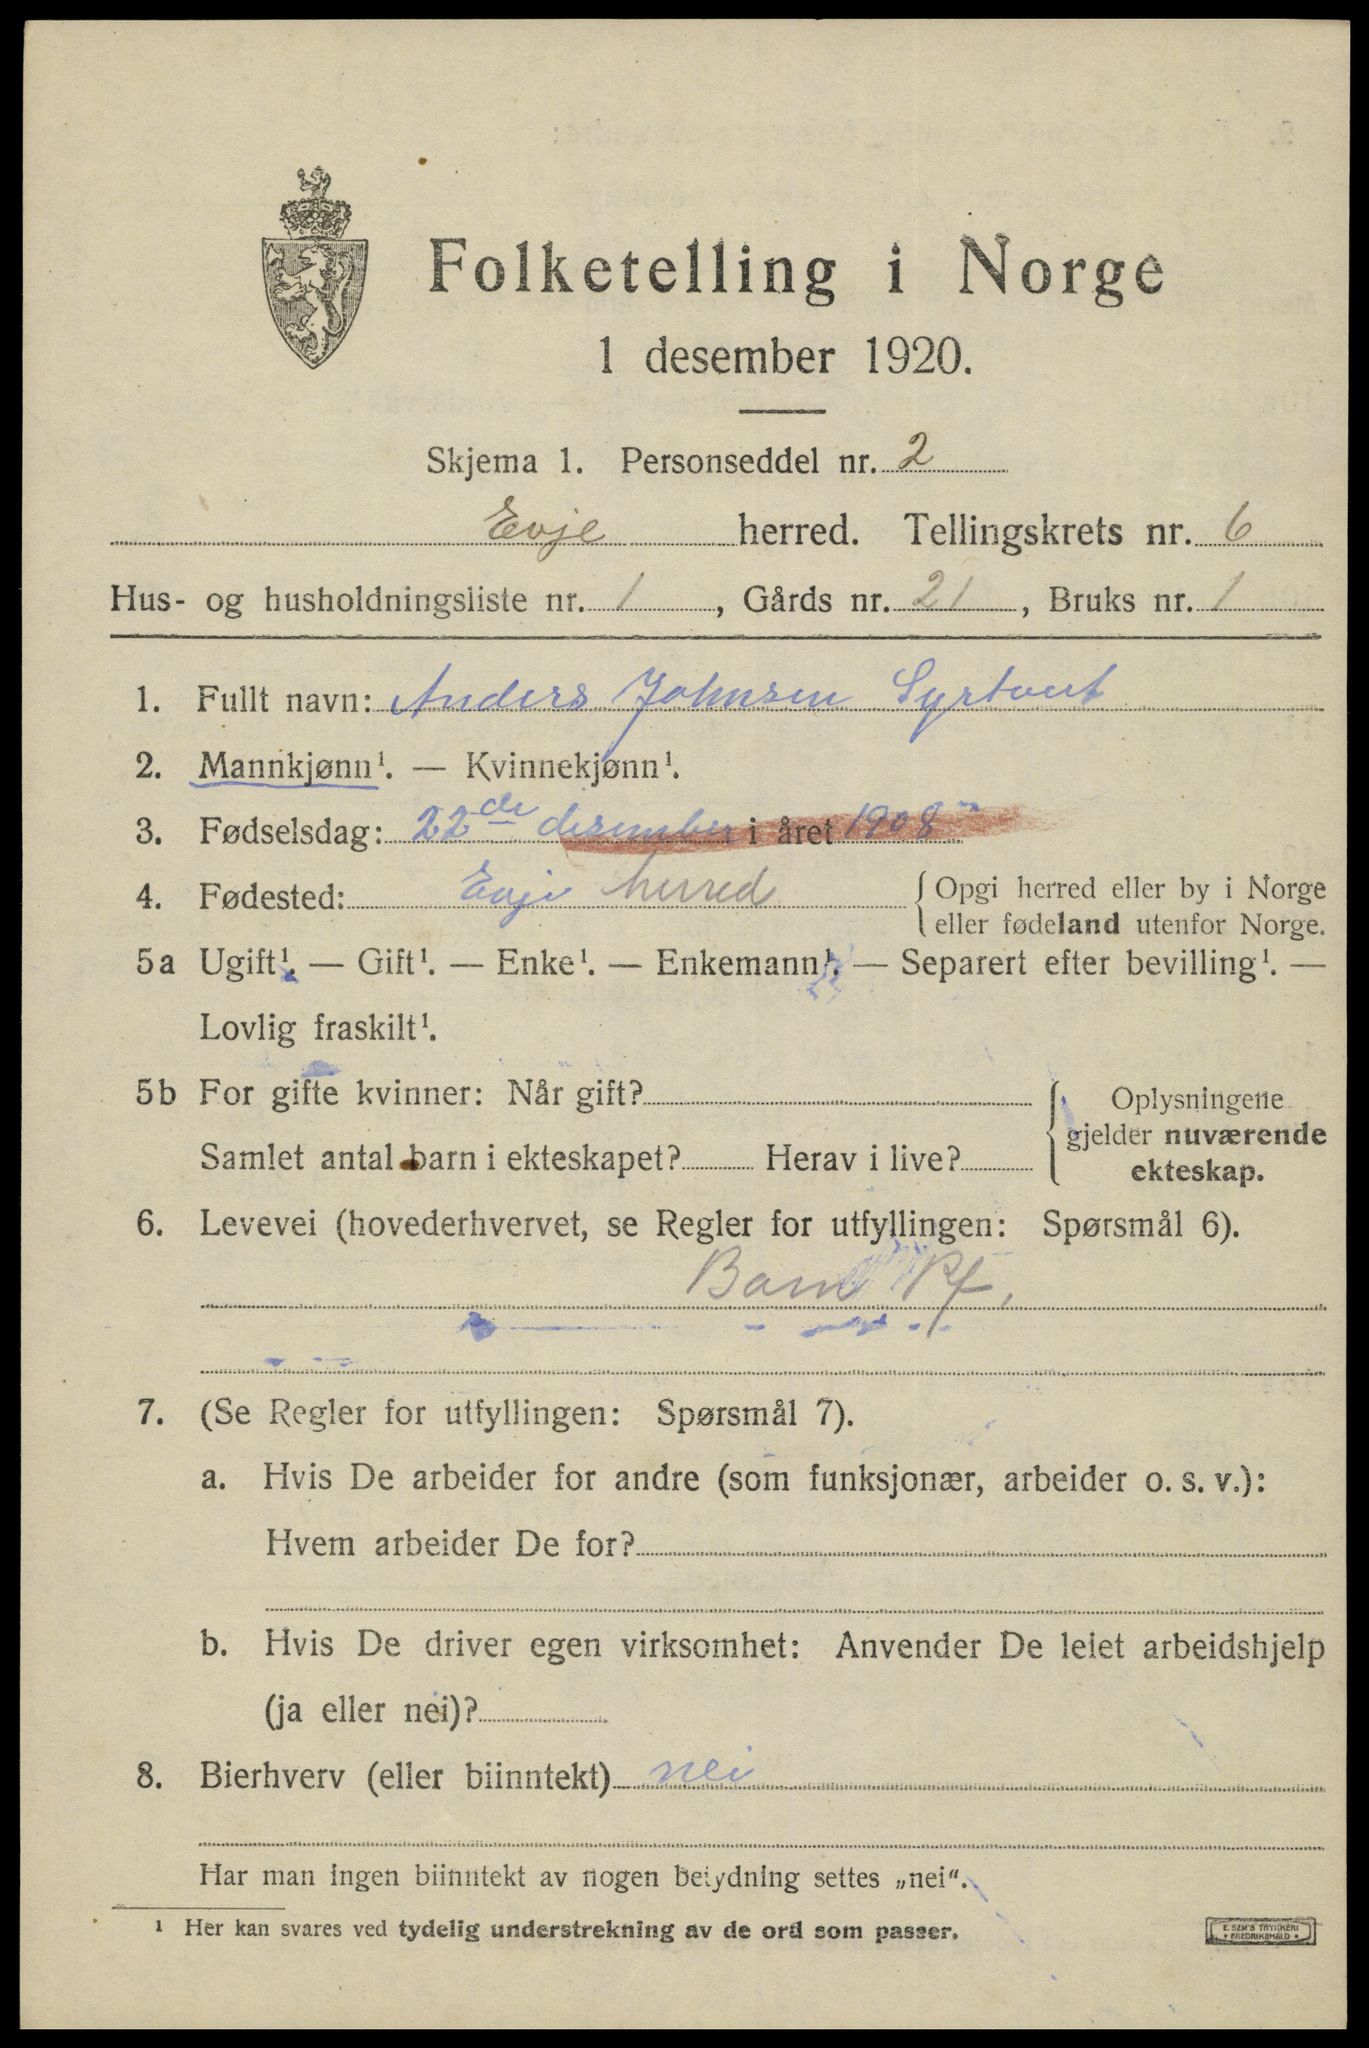 Folketelling i Norge
1 desember 1920.
Skjema 1. Personseddel nr. 2
Evje herred. Tellingskrets nr. 6
Hus- og husholdningsliste nr. 1, Gårds nr. 21, Bruks nr. 1
1. Fullt navn: Anders Johnsen Syrtveit
2. Mannkjønn¹. — Kvinnekjønn¹.
3. Fødselsdag: 22de desember i året 1908
4. Fødested: Evje herred { Opgi herred eller by i Norge
eller fødeland utenfor Norge.
5a Ugift¹. — Gift¹. — Enke¹. — Enkemann¹. — Separert efter bevilling¹. —
Lovlig fraskilt¹.
5b For gifte kvinner: Når gift? { Oplysningene
gjelder nuværende
Samlet antal barn i ekteskapet? Herav i live? ekteskap.
6. Levevei (hovederhvervet, se Regler for utfyllingen: Spørsmål 6).
Barn
7. (Se Regler for utfyllingen: Spørsmål 7).
a. Hvis De arbeider for andre (som funksjonær, arbeider o. s. v.):
Hvem arbeider De for?
b. Hvis De driver egen virksomhet: Anvender De leiet arbeidshjelp
(ja eller nei)?
8. Bierhverv (eller biinntekt) nei
Har man ingen biinntekt av nogen betydning settes „nei“.
¹ Her kan svares ved tydelig understrekning av de ord som passer.
E. SEM'S TRYKKERI
FREDRIKSHALD